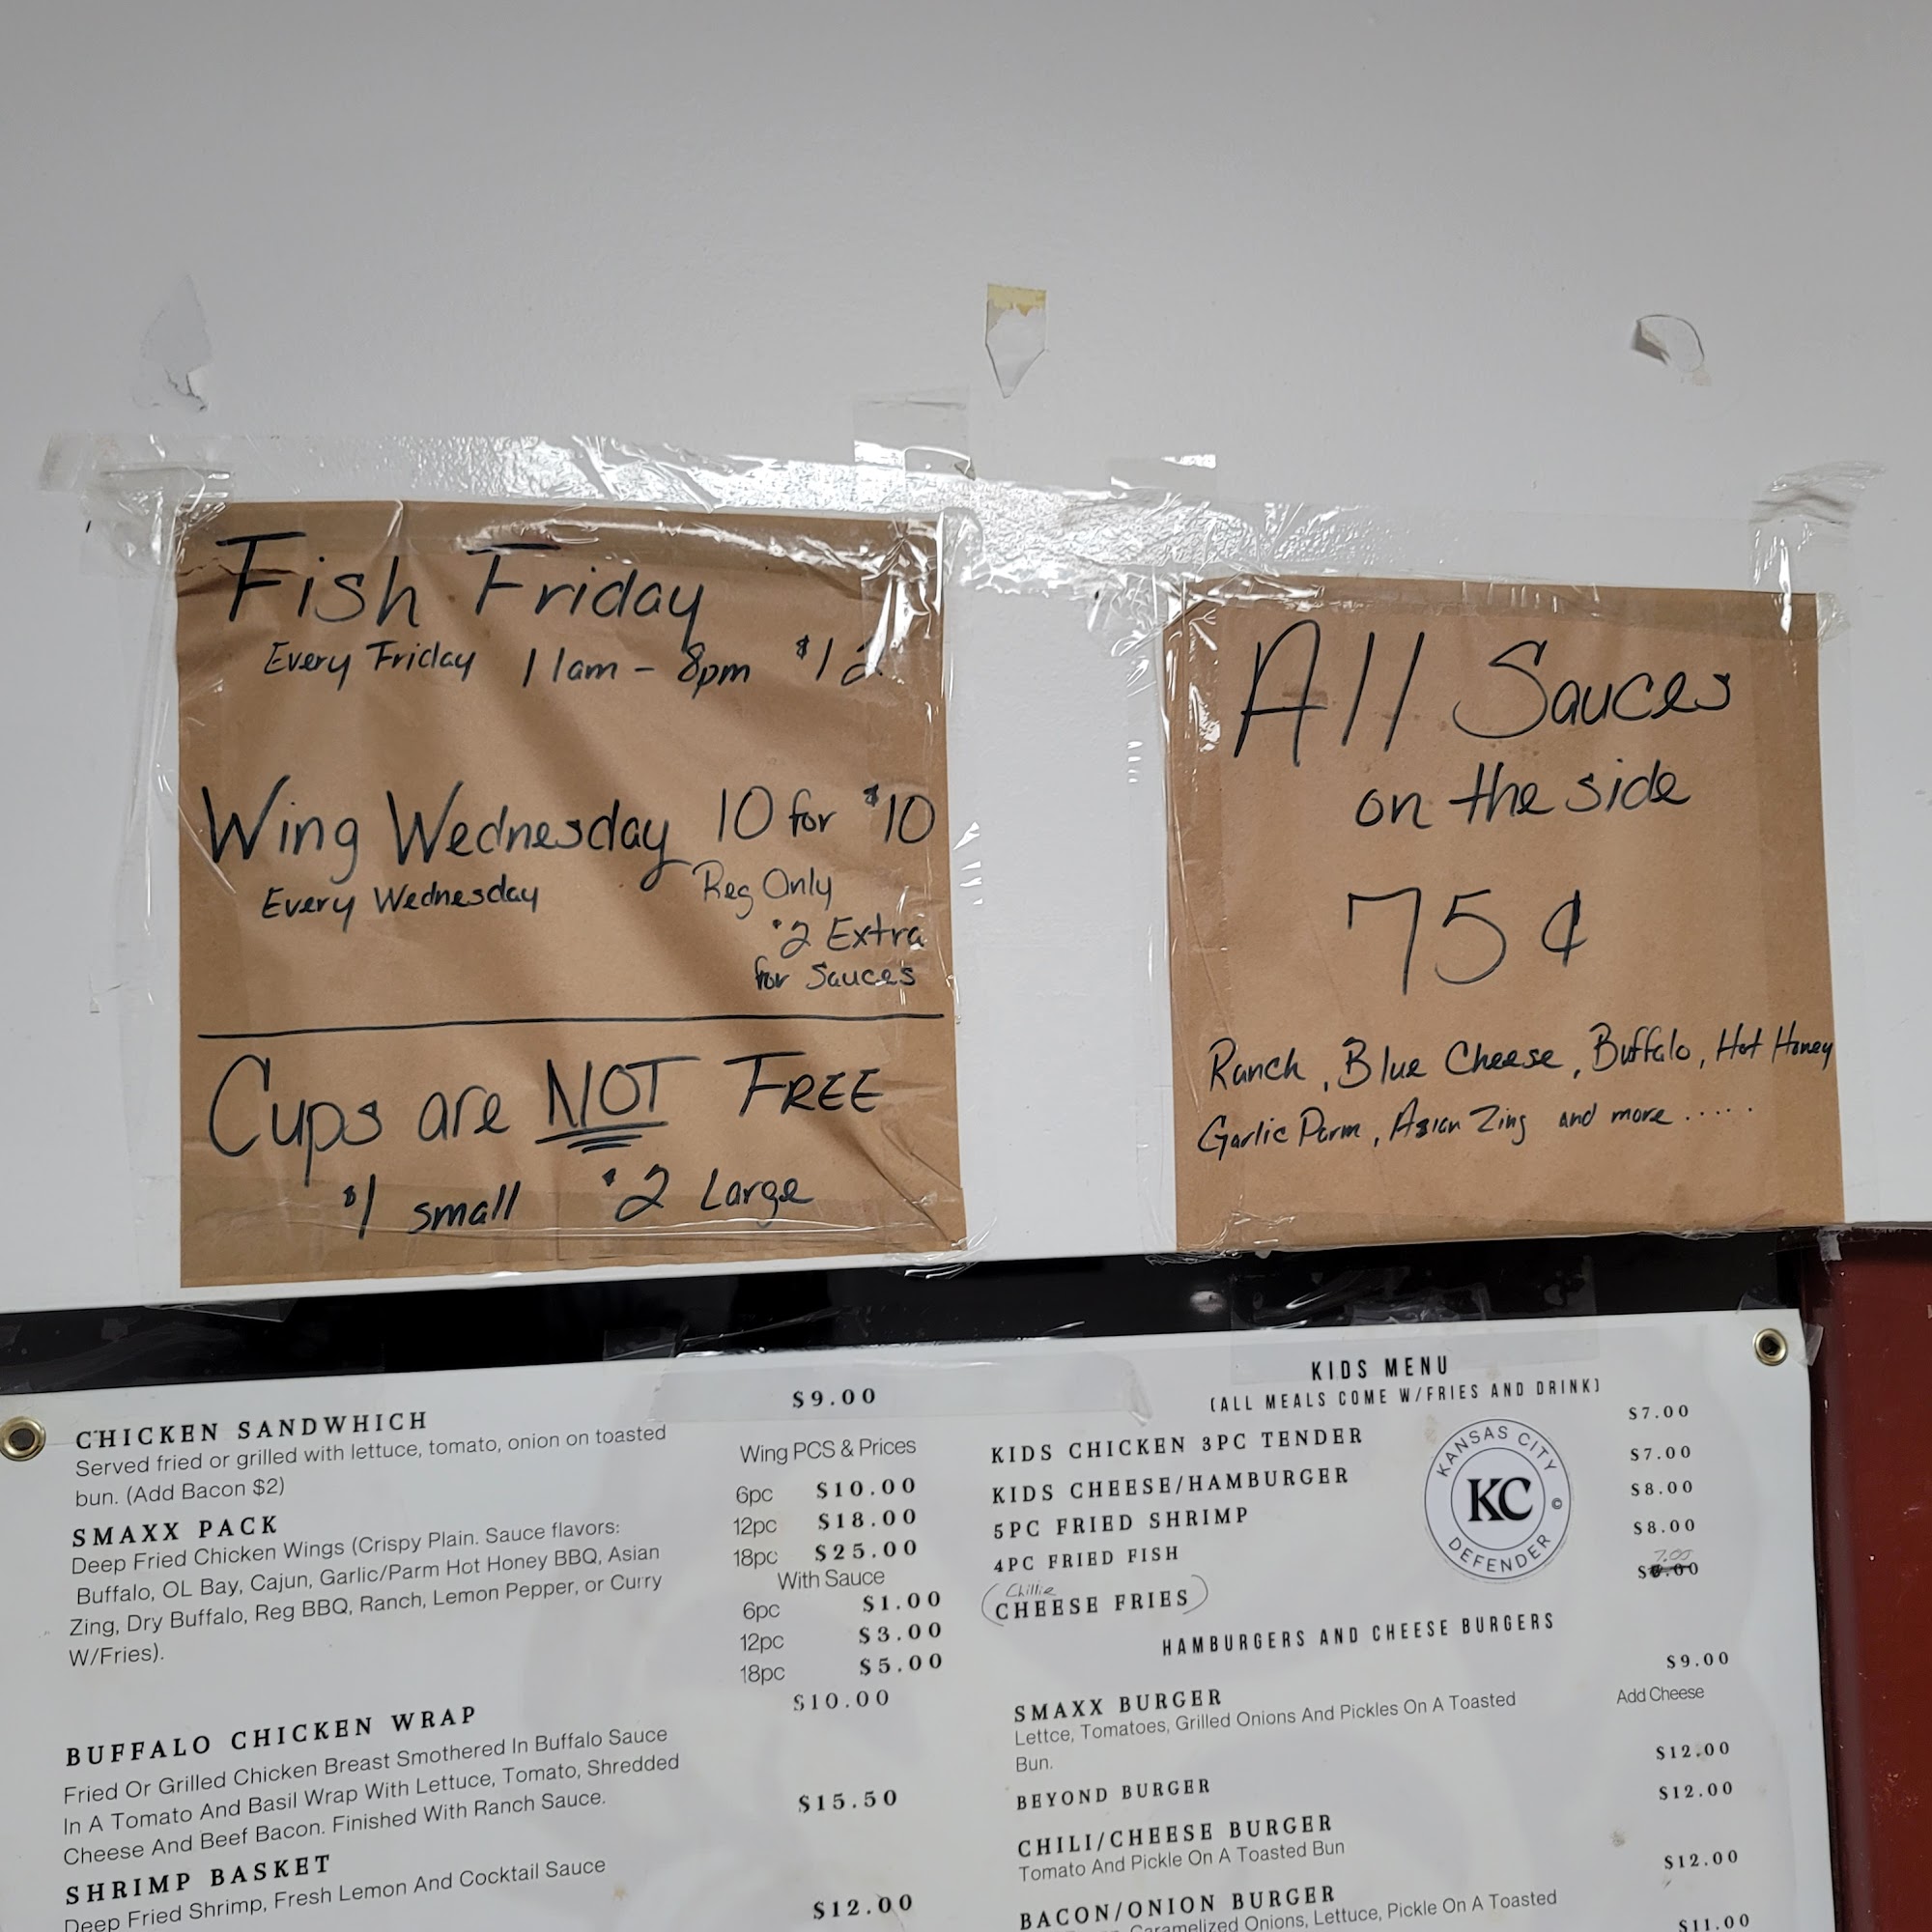 Fish Friday
Every Friday 11am - 8pm $12
Wing Wednesday 10 for $10
Every Wednesday Reg Only
$2 Extra
for Sauces
Cups are NOT FREE
$1 small $2 Large
All Sauces
on the side
75¢
Ranch, Blue Cheese, Buffalo, Hot Honey
Garlic Parm, Asian Zing and more .....
CHICKEN SANDWHICH $9.00
Served fried or grilled with lettuce, tomato, onion on toasted
bun. (Add Bacon $2)
SMAXX PACK
Deep Fried Chicken Wings (Crispy Plain. Sauce flavors:
Buffalo, OL Bay, Cajun, Garlic/Parm Hot Honey BBQ, Asian
Zing, Dry Buffalo, Reg BBQ, Ranch, Lemon Pepper, or Curry
W/Fries).
Wing PCS & Prices
6pc $10.00
12pc $18.00
18pc $25.00
With Sauce
6pc $1.00
12pc $3.00
18pc $5.00
BUFFALO CHICKEN WRAP $10.00
Fried Or Grilled Chicken Breast Smothered In Buffalo Sauce
In A Tomato And Basil Wrap With Lettuce, Tomato, Shredded
Cheese And Beef Bacon. Finished With Ranch Sauce.
SHRIMP BASKET $15.50
Deep Fried Shrimp, Fresh Lemon And Cocktail Sauce
$12.00
KIDS MENU
(ALL MEALS COME W/FRIES AND DRINK)
KIDS CHICKEN 3PC TENDER $7.00
KIDS CHEESE/HAMBURGER $7.00
5PC FRIED SHRIMP $8.00
4PC FRIED FISH $8.00
Chillie 7.00
(CHEESE FRIES)
KANSAS CITY
KC ©
DEFENDER
HAMBURGERS AND CHEESE BURGERS
SMAXX BURGER $9.00
Lettce, Tomatoes, Grilled Onions And Pickles On A Toasted
Bun.
Add Cheese
BEYOND BURGER $12.00
CHILI/CHEESE BURGER $12.00
Tomato And Pickle On A Toasted Bun
BACON/ONION BURGER $12.00
Caramelized Onions, Lettuce, Pickle On A Toasted
$11.00